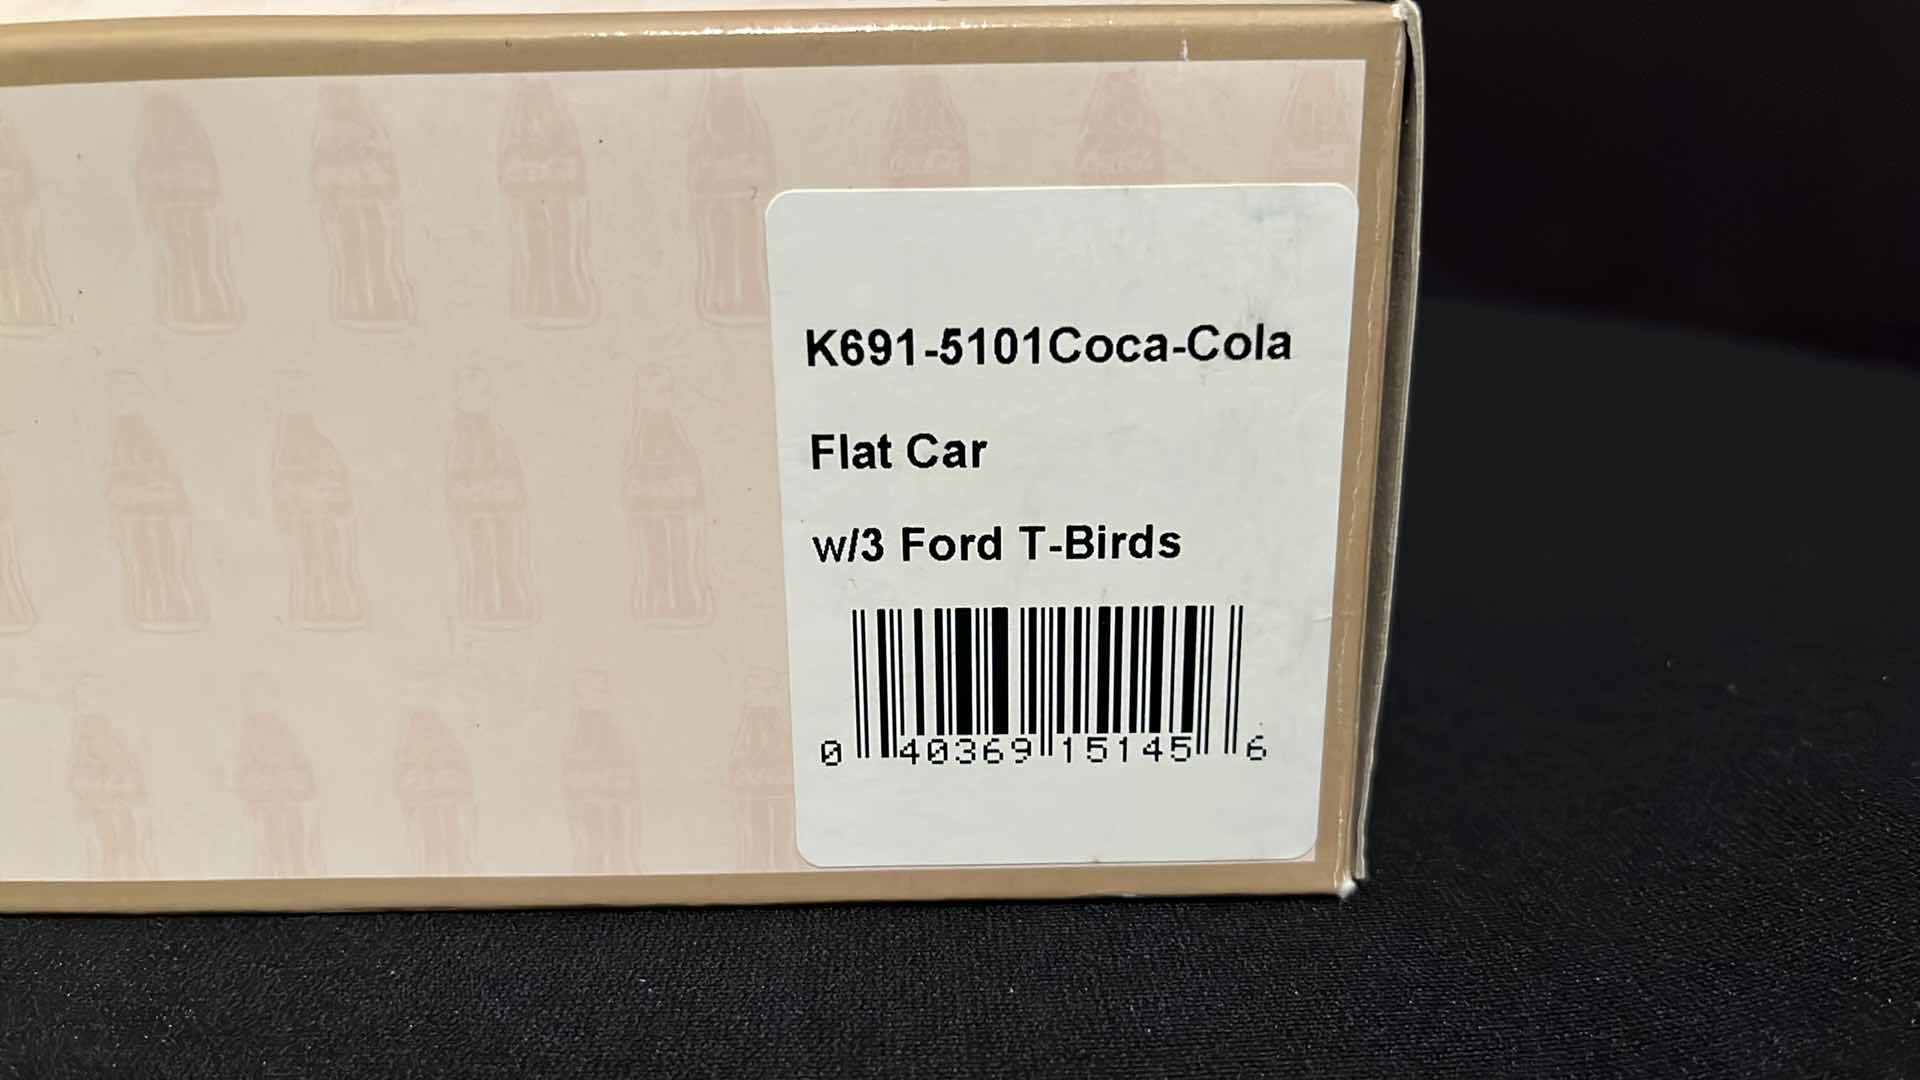 K691-5101Coca-Cola
Flat Car
w/3 Ford T-Birds
0 40369 15145 6